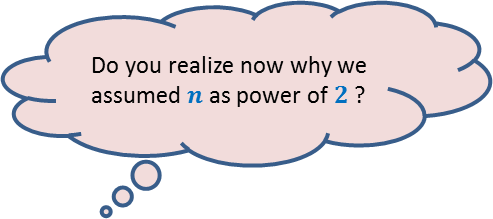 Do you realize now why we
assumed n as power of 2 ?